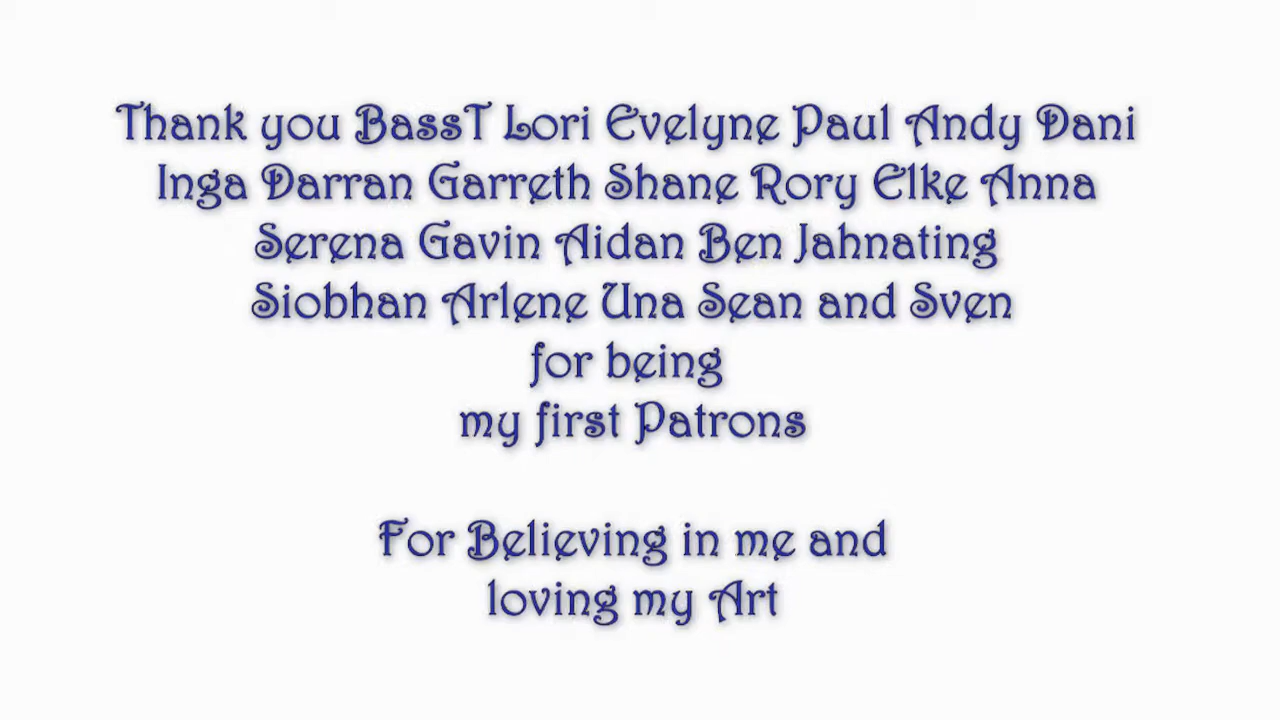 Thank you BassT Lori Evelyne Paul Andy Dani
Inga Darran Garreth Shane Rory Elke Anna
Serena Gavin Aidan Ben Jahnating
Siobhan Arlene Una Sean and Sven
for being
my first Patrons
For Believing in me and
loving my Art